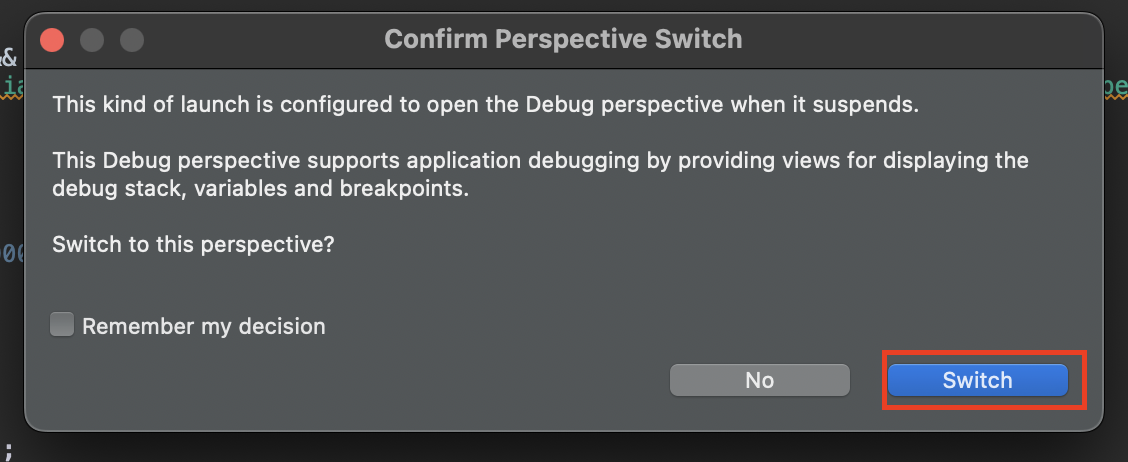 Confirm Perspective Switch
&&
ia
pe
This kind of launch is configured to open the Debug perspective when it suspends.
This Debug perspective supports application debugging by providing views for displaying the
debug stack, variables and breakpoints.
Switch to this perspective?
Remember my decision
No
Switch
;